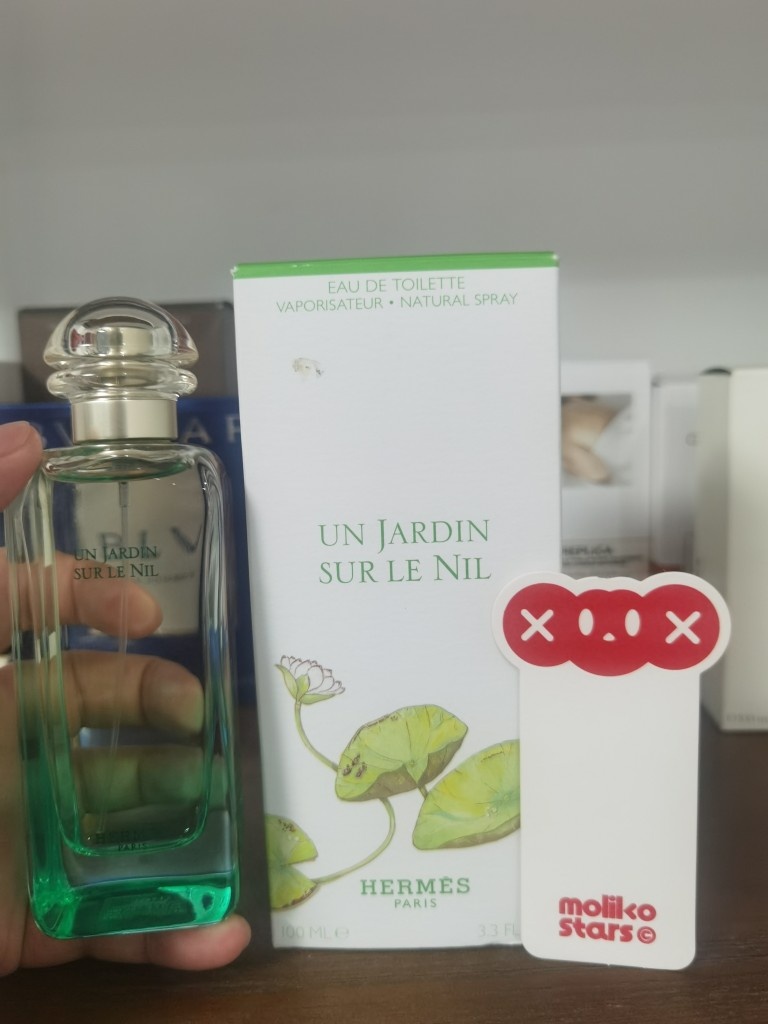 EAU DE TOILETTE
VAPORISATEUR • NATURAL SPRAY
UN JARDIN
SUR LE NIL
HERMÈS
PARIS
100 ML ℮
3.3 FL
UN JARDIN
SUR LE NIL
PARIS
REPLICA
moliko
stars©